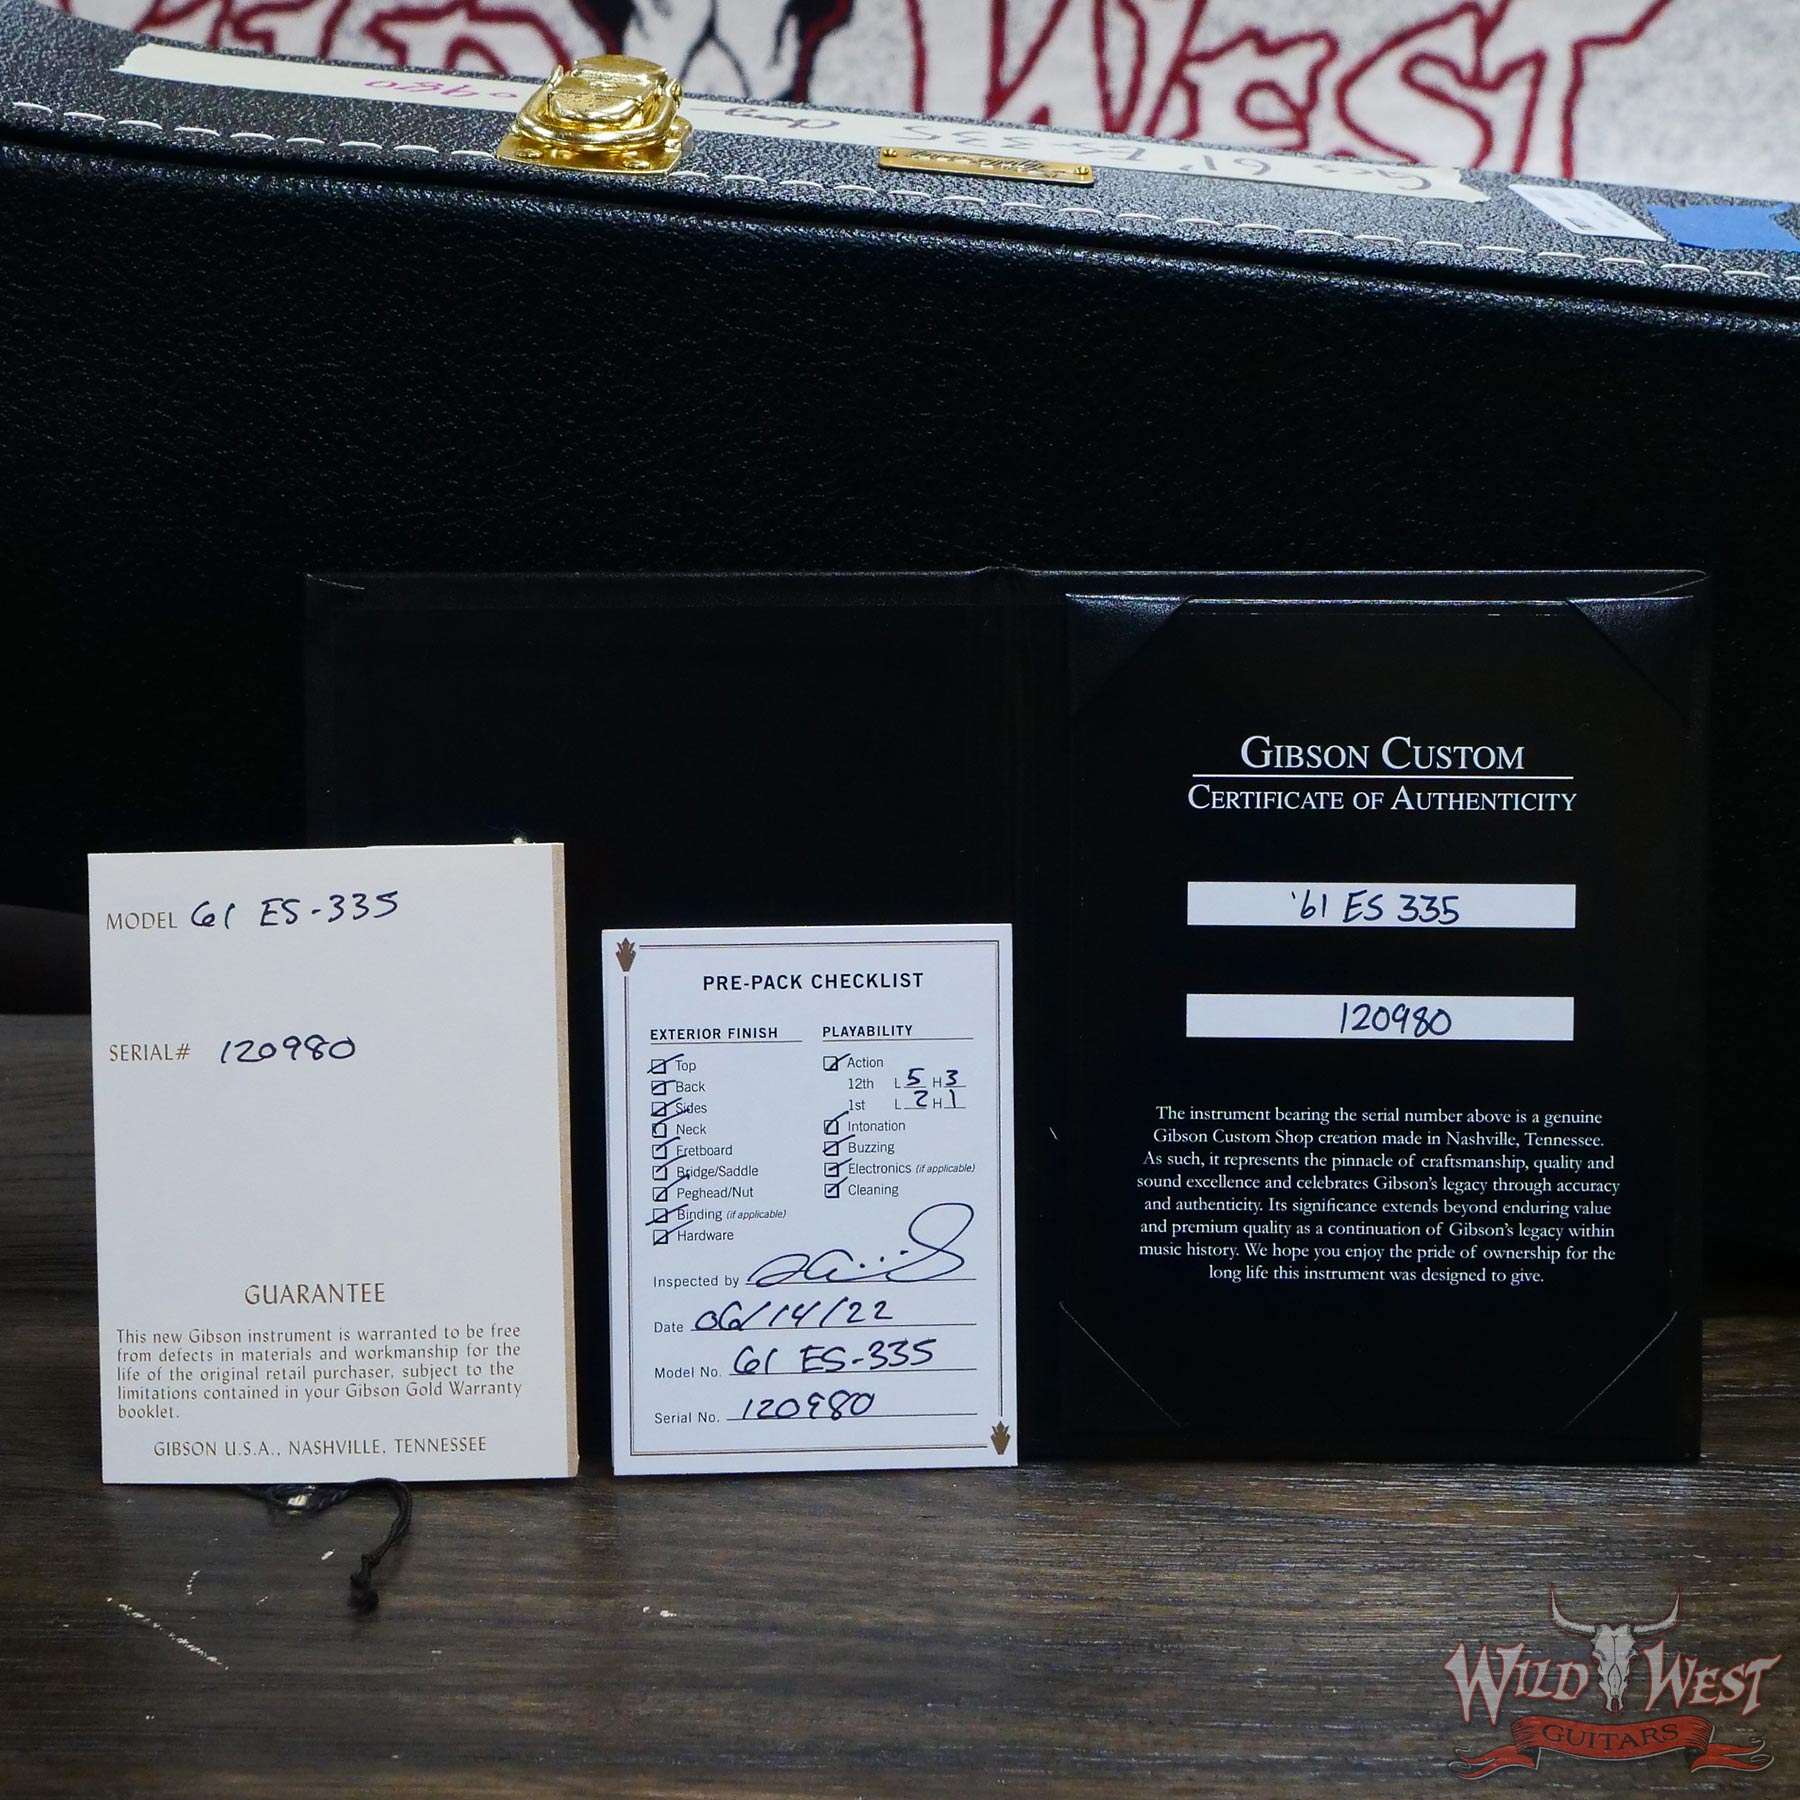 WEST
GIBSON CUSTOM
CERTIFICATE OF AUTHENTICITY
'61 ES 335
120980
The instrument bearing the serial number above is a genuine
Gibson Custom Shop creation made in Nashville, Tennessee.
As such, it represents the pinnacle of craftsmanship, quality and
sound excellence and celebrates Gibson's legacy through accuracy
and authenticity. Its significance extends beyond enduring value
and premium quality as a continuation of Gibson's legacy within
music history. We hope you enjoy the pride of ownership for the
long life this instrument was designed to give.
MODEL 61 ES-335
SERIAL# 120980
GUARANTEE
This new Gibson instrument is warranted to be free
from defects in materials and workmanship for the
life of the original retail purchaser, subject to the
limitations contained in your Gibson Gold Warranty
booklet.
GIBSON U.S.A., NASHVILLE, TENNESSEE
PRE-PACK CHECKLIST
EXTERIOR FINISH
Top
Back
Sides
Neck
Fretboard
Bridge/Saddle
Peghead/Nut
Binding (if applicable)
Hardware
PLAYABILITY
Action
12th L 5 H 3
1st L 2 H 1
Intonation
Buzzing
Electronics (if applicable)
Cleaning
Inspected by
Date 06/14/22
Model No. 61 ES-335
Serial No. 120980
WILD WEST
GUITARS